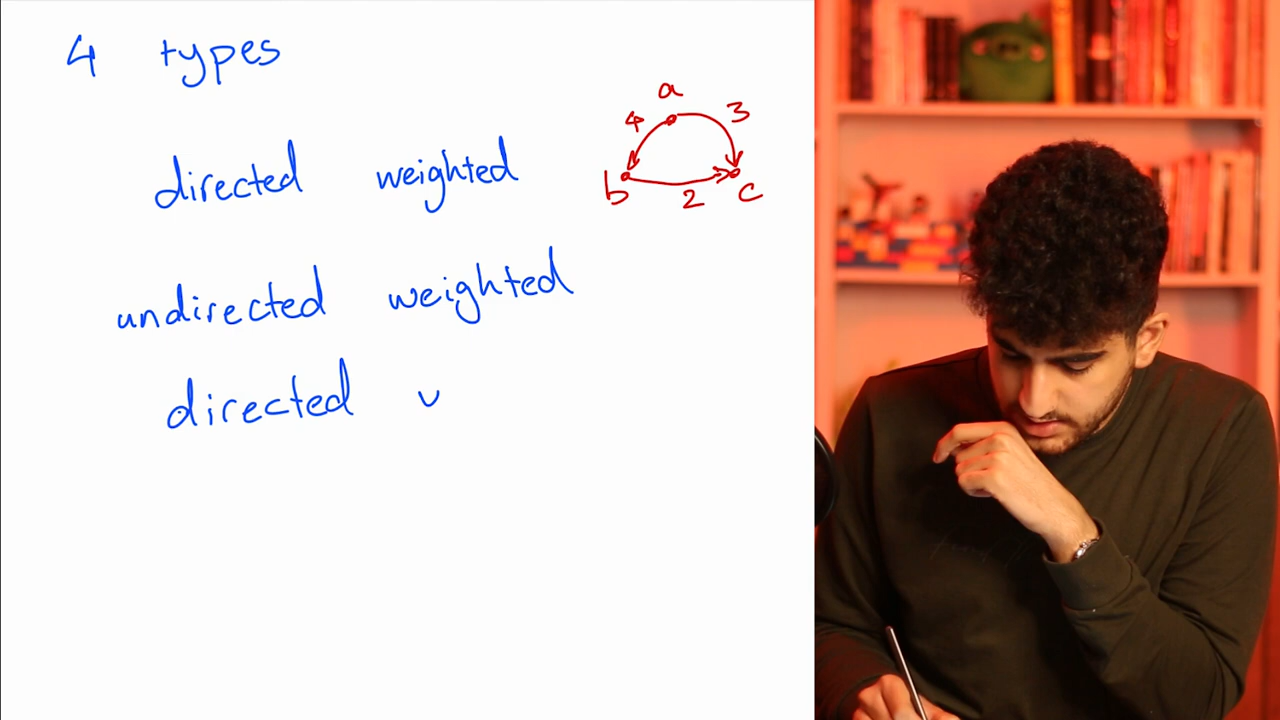 4 types
directed weighted
undirected weighted
directed u
a
4
3
b
2
c